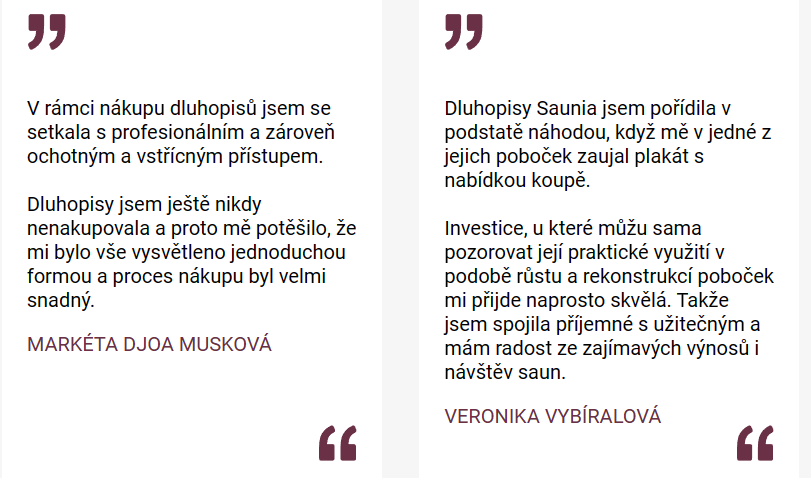 V rámci nákupu dluhopisů jsem se
setkala s profesionálním a zároveň
ochotným a vstřícným přístupem.
Dluhopisy jsem ještě nikdy
nenakupovala a proto mě potěšilo, že
mi bylo vše vysvětleno jednoduchou
formou a proces nákupu byl velmi
snadný.
MARKÉTA DJOA MUSKOVÁ
Dluhopisy Saunia jsem pořídila v
podstatě náhodou, když mě v jedné z
jejich poboček zaujal plakát s
nabídkou koupě.
Investice, u které můžu sama
pozorovat její praktické využití v
podobě růstu a rekonstrukcí poboček
mi přijde naprosto skvělá. Takže
jsem spojila příjemné s užitečným a
mám radost ze zajímavých výnosů i
návštěv saun.
VERONIKA VYBÍRALOVÁ